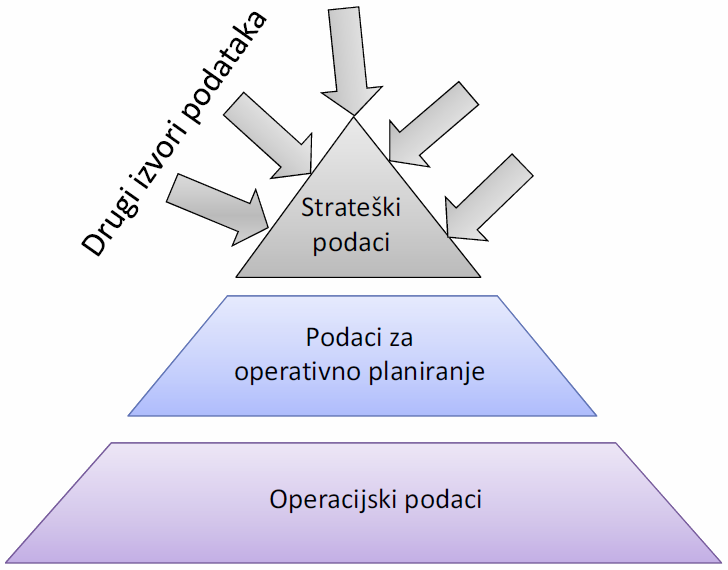 Drugi izvori podataka
Strateški
podaci
Podaci za
operativno planiranje
Operacijski podaci